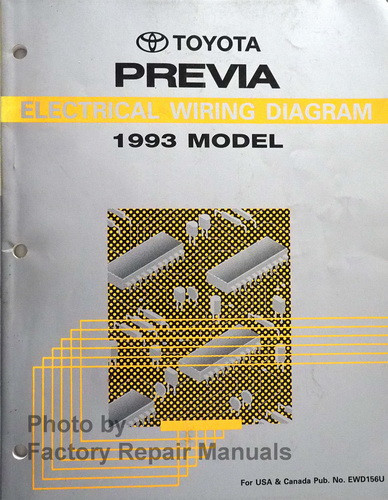 TOYOTA
PREVIA
ELECTRICAL WIRING DIAGRAM
1993 MODEL
Photo by
Factory Repair Manuals
For USA & Canada Pub. No. EWD156U